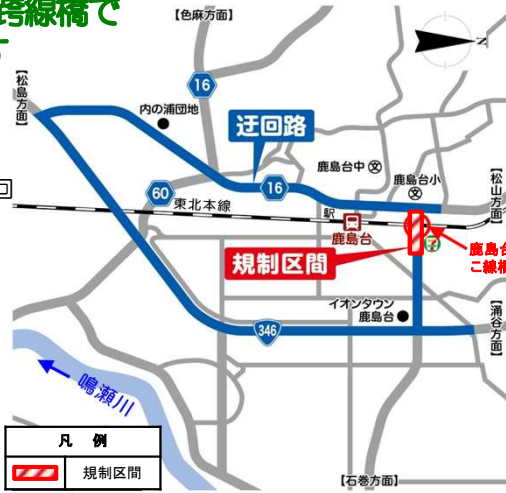 跨線橋で
【色麻方面】
N
【松島方面】
16
内の浦団地
迂回路
鹿島台中
文
鹿島台小
文
【松山方面】
60
16
東北本線
駅
鹿島台
7
鹿島台
こ線橋
規制区間
イオンタウン
鹿島台
346
【涌谷方面】
鳴瀬川
凡 例
規制区間
【石巻方面】